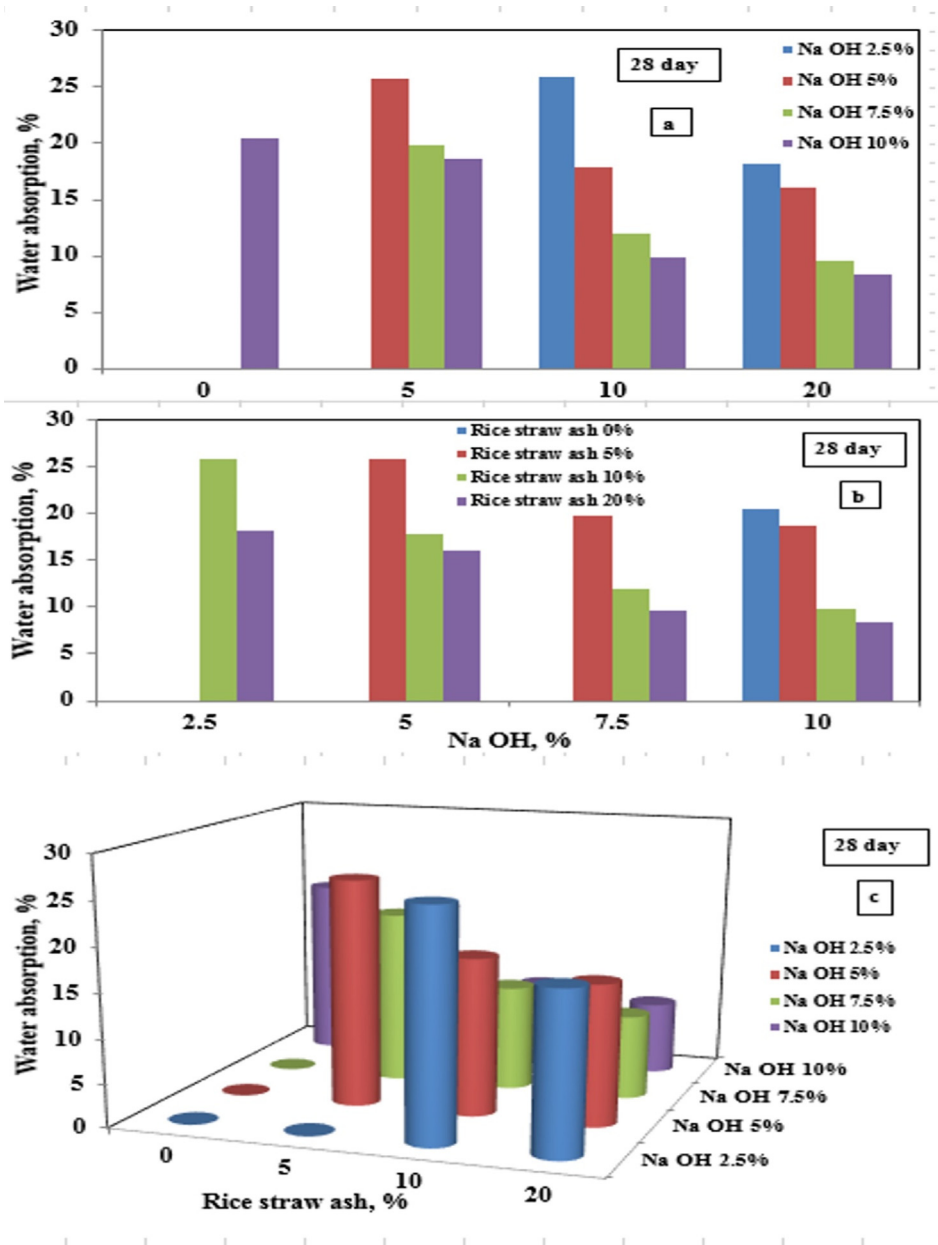 30
25
20
15
10
5
0
Water absorption, %
28 day
a
Na OH 2.5%
Na OH 5%
Na OH 7.5%
Na OH 10%
0 5 10 20
30
25
20
15
10
5
0
Water absorption, %
Rice straw ash 0%
Rice straw ash 5%
Rice straw ash 10%
Rice straw ash 20%
28 day
b
2.5 5 7.5 10
Na OH, %
30
25
20
15
10
5
0
Water absorption, %
28 day
c
Na OH 2.5%
Na OH 5%
Na OH 7.5%
Na OH 10%
Na OH 10%
Na OH 7.5%
Na OH 5%
Na OH 2.5%
0 5 10 20
Rice straw ash, %